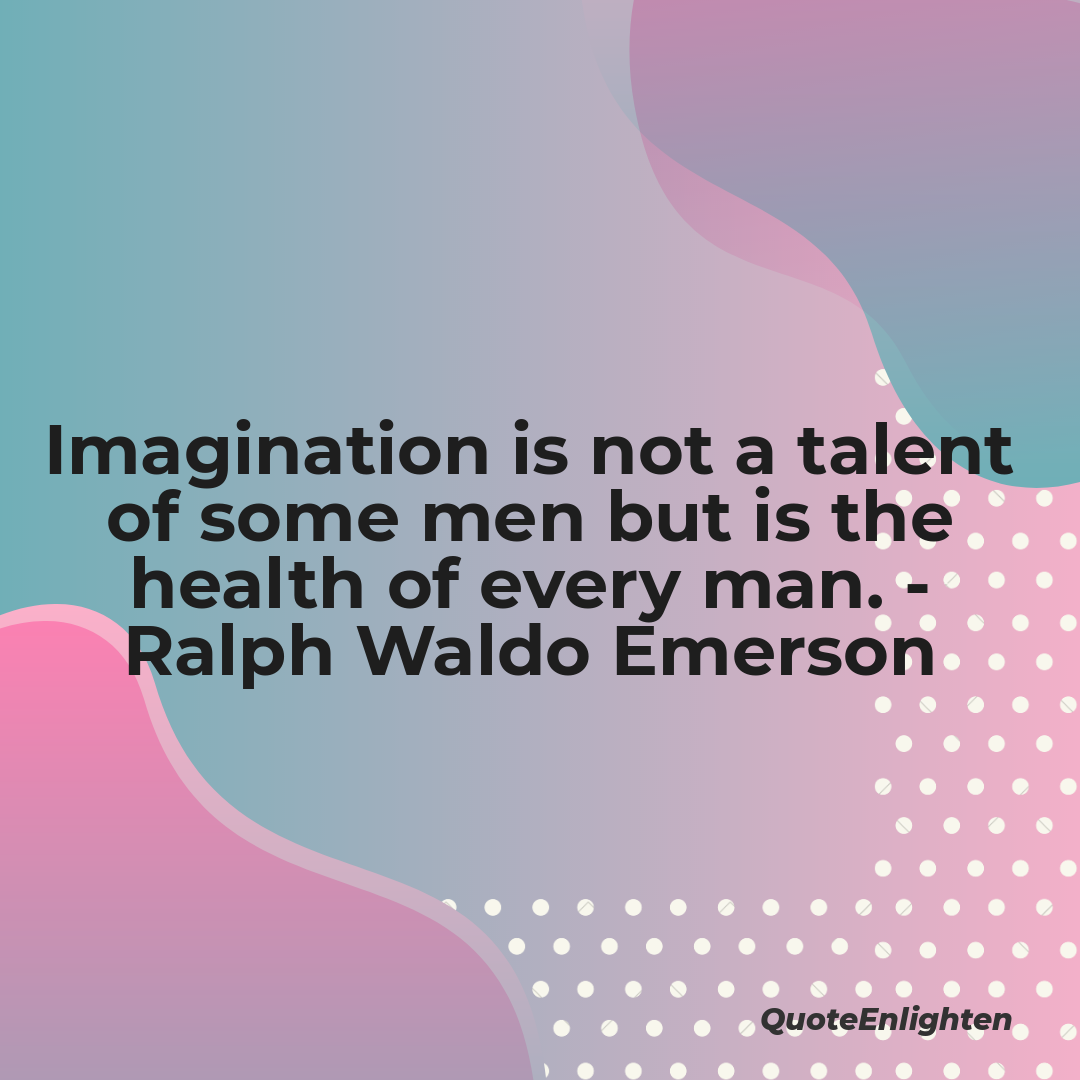 Imagination is not a talent
of some men but is the
health of every man. -
Ralph Waldo Emerson
QuoteEnlighten